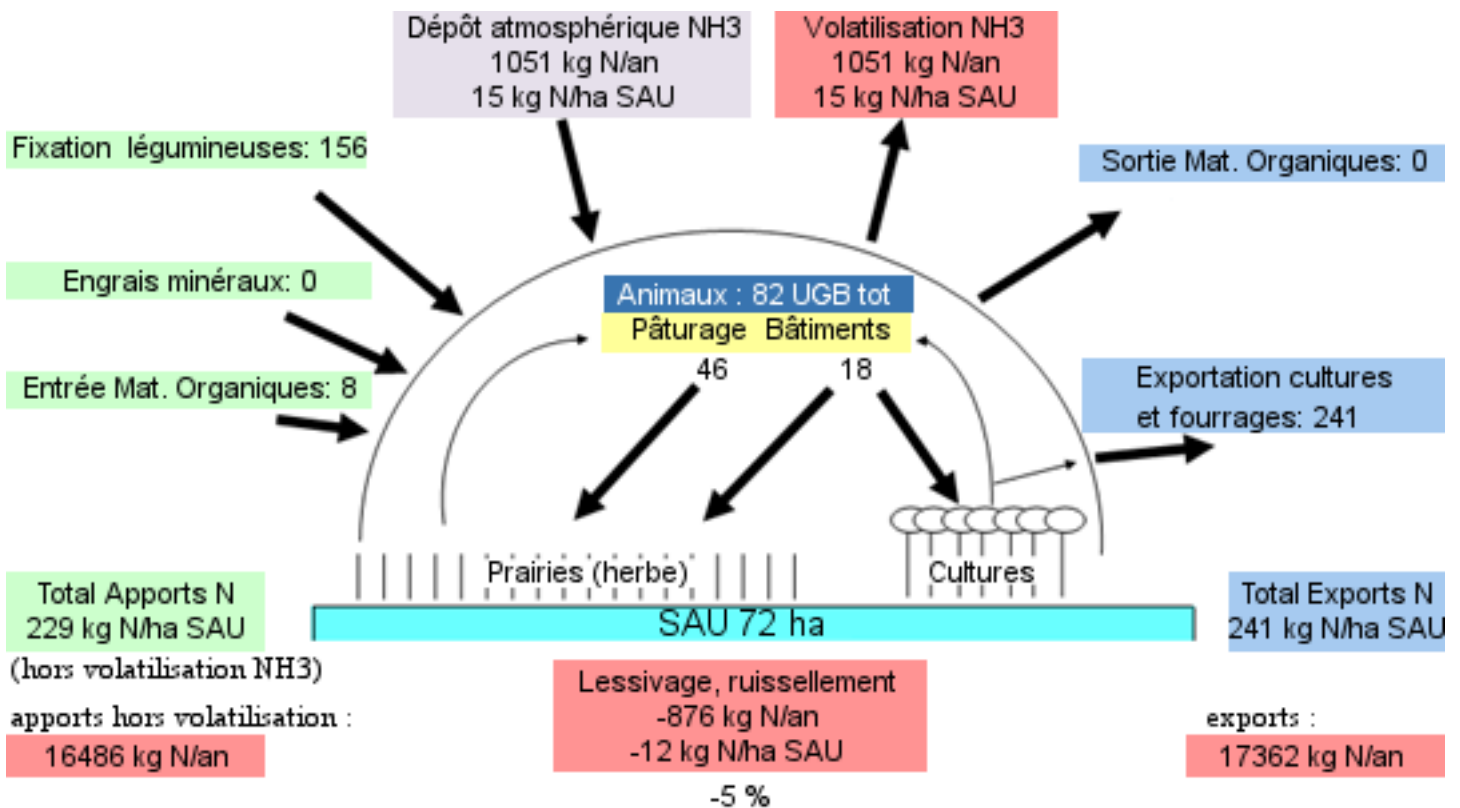 Dépôt atmosphérique NH3
1051 kg N/an
15 kg N/ha SAU
Volatilisation NH3
1051 kg N/an
15 kg N/ha SAU
Fixation légumineuses: 156
Sortie Mat. Organiques: 0
Engrais minéraux: 0
Animaux : 82 UGB tot
Pâturage Bâtiments
46 18
Entrée Mat. Organiques: 8
Exportation cultures
et fourrages: 241
Prairies (herbe)
Cultures
Total Apports N
229 kg N/ha SAU
(hors volatilisation NH3)
SAU 72 ha
Total Exports N
241 kg N/ha SAU
apports hors volatilisation :
16486 kg N/an
Lessivage, ruissellement
-876 kg N/an
-12 kg N/ha SAU
-5 %
exports :
17362 kg N/an